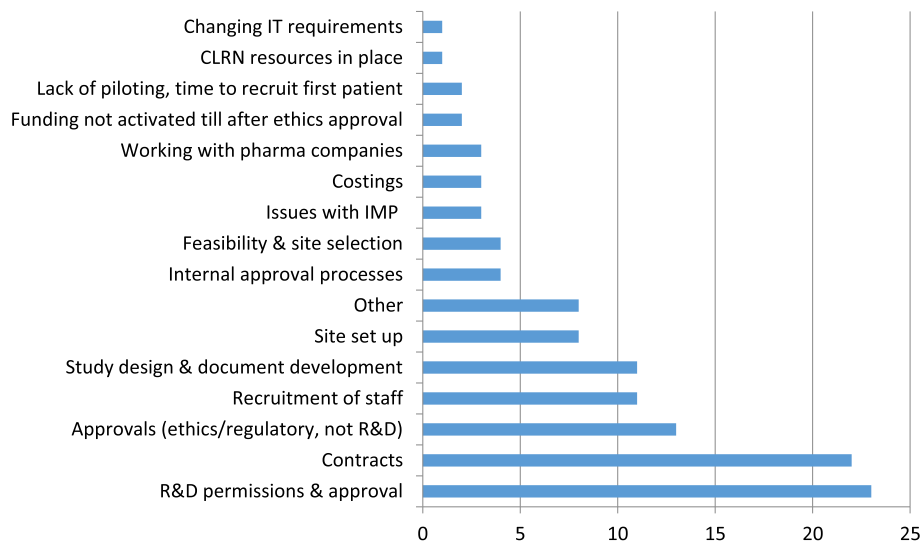 Changing IT requirements
CLRN resources in place
Lack of piloting, time to recruit first patient
Funding not activated till after ethics approval
Working with pharma companies
Costings
Issues with IMP
Feasibility & site selection
Internal approval processes
Other
Site set up
Study design & document development
Recruitment of staff
Approvals (ethics/regulatory, not R&D)
Contracts
R&D permissions & approval
0 5 10 15 20 25